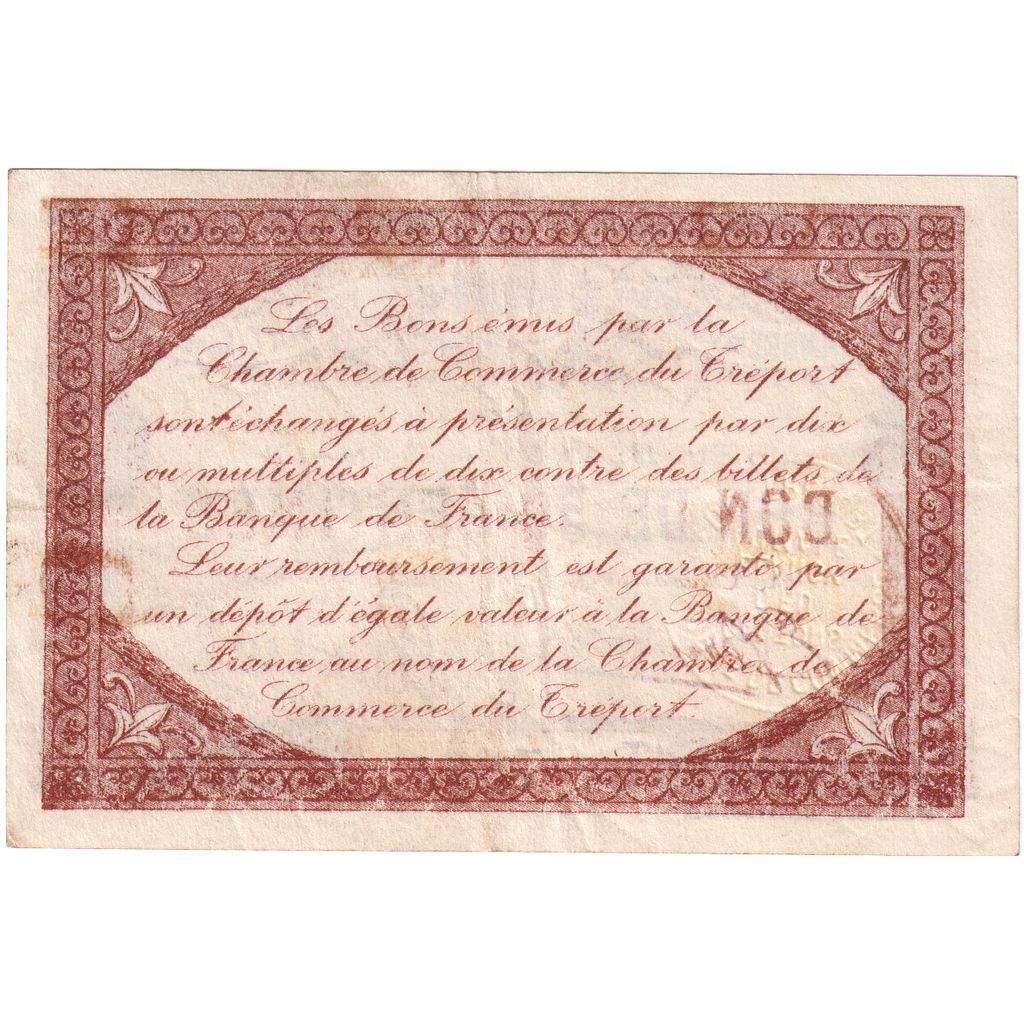 Les Bons émis par la
Chambre de Commerce du Tréport
sont échangés à présentation par dix
ou multiples de dix contre des billets de
la Banque de France.
Leur remboursement est garanti par
un dépôt d'égale valeur à la Banque de
France au nom de la Chambre de
Commerce du Tréport.